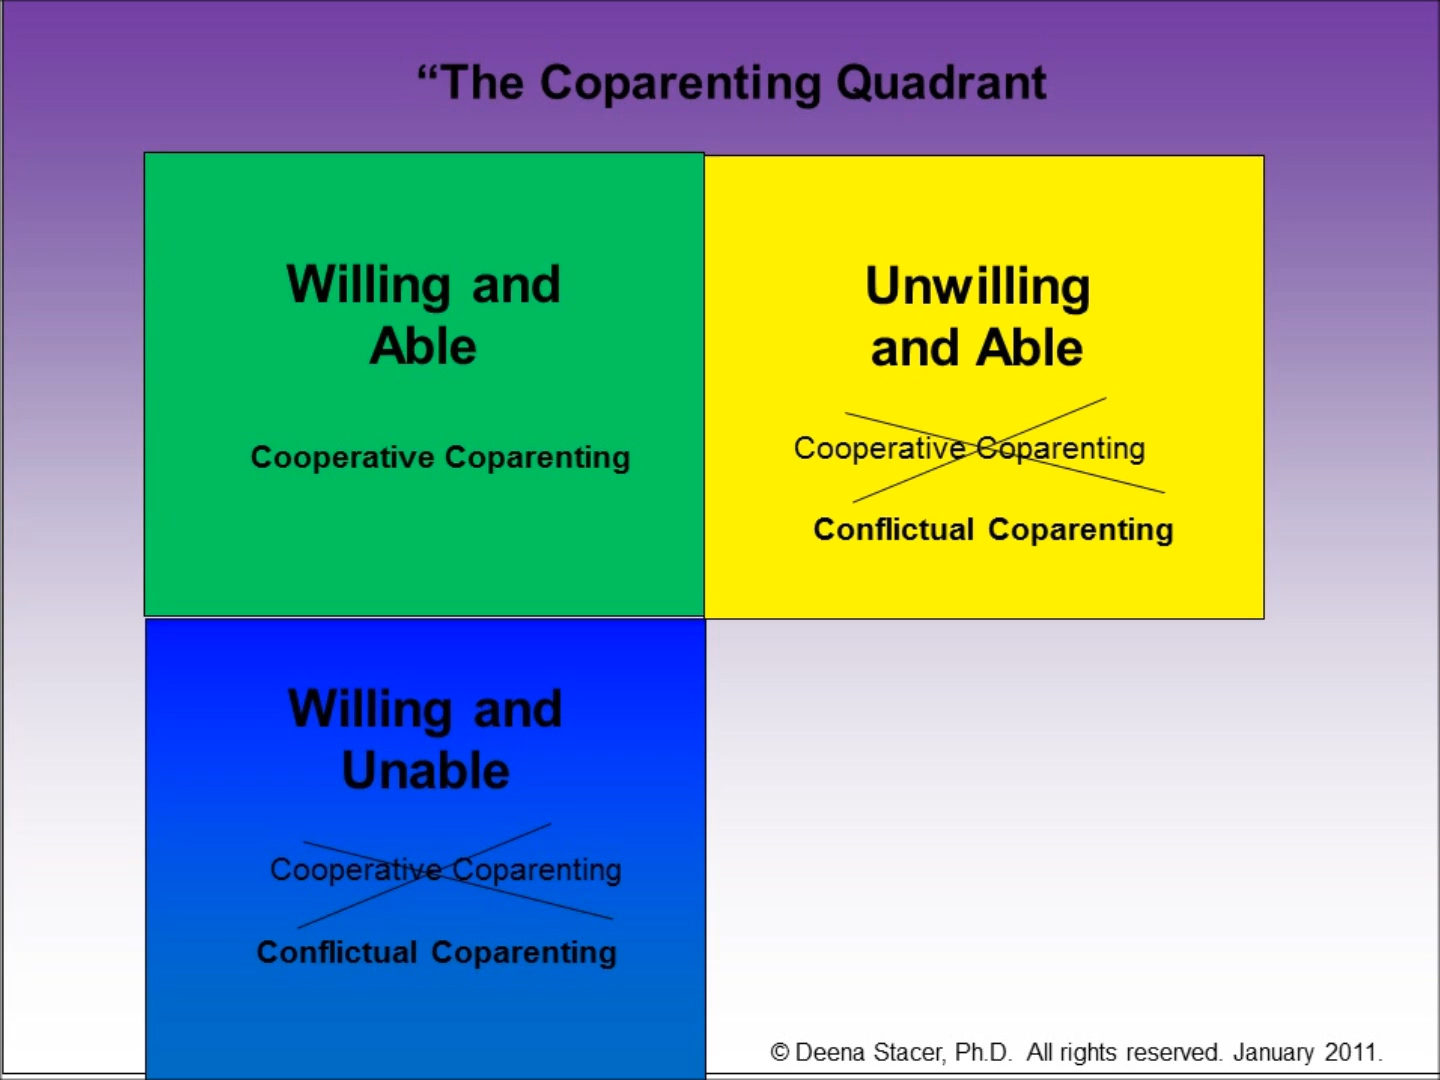 “The Coparenting Quadrant
Willing and
Able
Cooperative Coparenting
Unwilling
and Able
Cooperative Coparenting
Conflictual Coparenting
Willing and
Unable
Cooperative Coparenting
Conflictual Coparenting
© Deena Stacer, Ph.D. All rights reserved. January 2011.